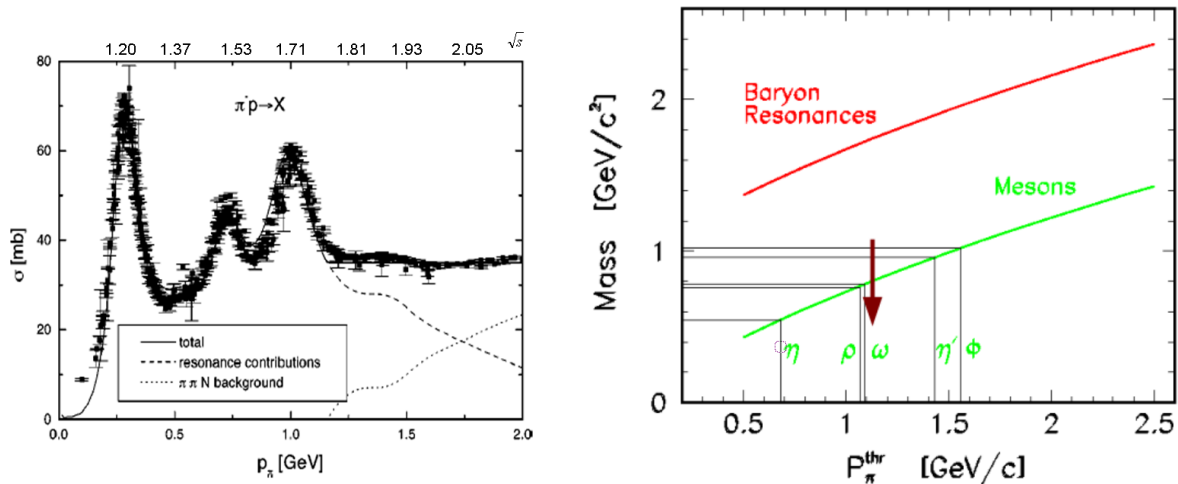 1.20 1.37 1.53 1.71 1.81 1.93 2.05 √s
80
60
40
20
0
σ [mb]
π⁻p→X
total
resonance contributions
π π N background
0.0 0.5 1.0 1.5 2.0
p_π [GeV]
2
1
0
Mass [GeV/c²]
Baryon
Resonances
Mesons
η ρ ω η′ Φ
0.5 1 1.5 2 2.5
P_π^thr [GeV/c]